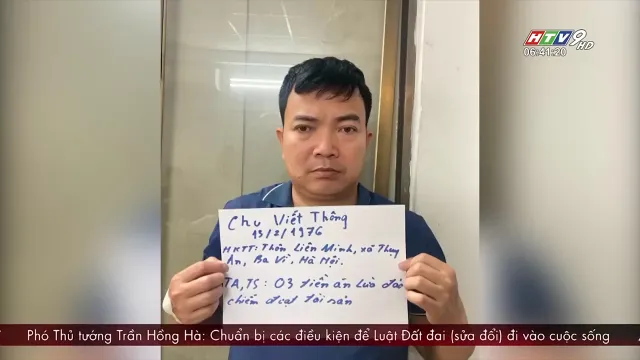 HTV9 HD
06:41:20
Chu Viết Thông
13/2/1976
HKTT: Thôn Liên Minh, xã Thụy
An, Ba Vì, Hà Nội.
TA, TS: 03 tiền án Lừa đảo
chiếm đoạt tài sản
Phó Thủ tướng Trần Hồng Hà: Chuẩn bị các điều kiện để Luật Đất đai (sửa đổi) đi vào cuộc sống